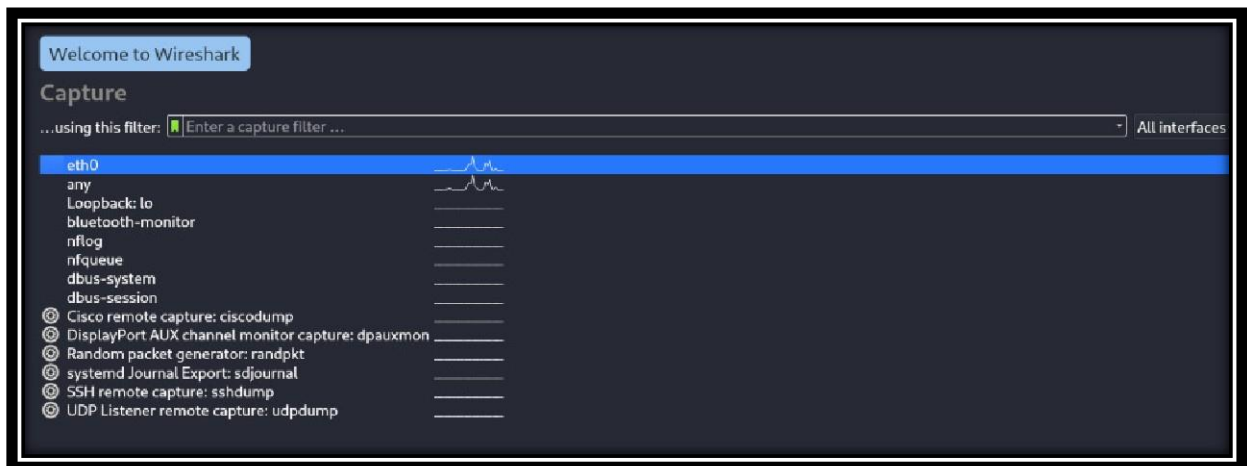 Welcome to Wireshark
Capture
...using this filter: Enter a capture filter ... All interfaces
eth0
any
Loopback: lo
bluetooth-monitor
nflog
nfqueue
dbus-system
dbus-session
Cisco remote capture: ciscodump
DisplayPort AUX channel monitor capture: dpauxmon
Random packet generator: randpkt
systemd Journal Export: sdjournal
SSH remote capture: sshdump
UDP Listener remote capture: udpdump